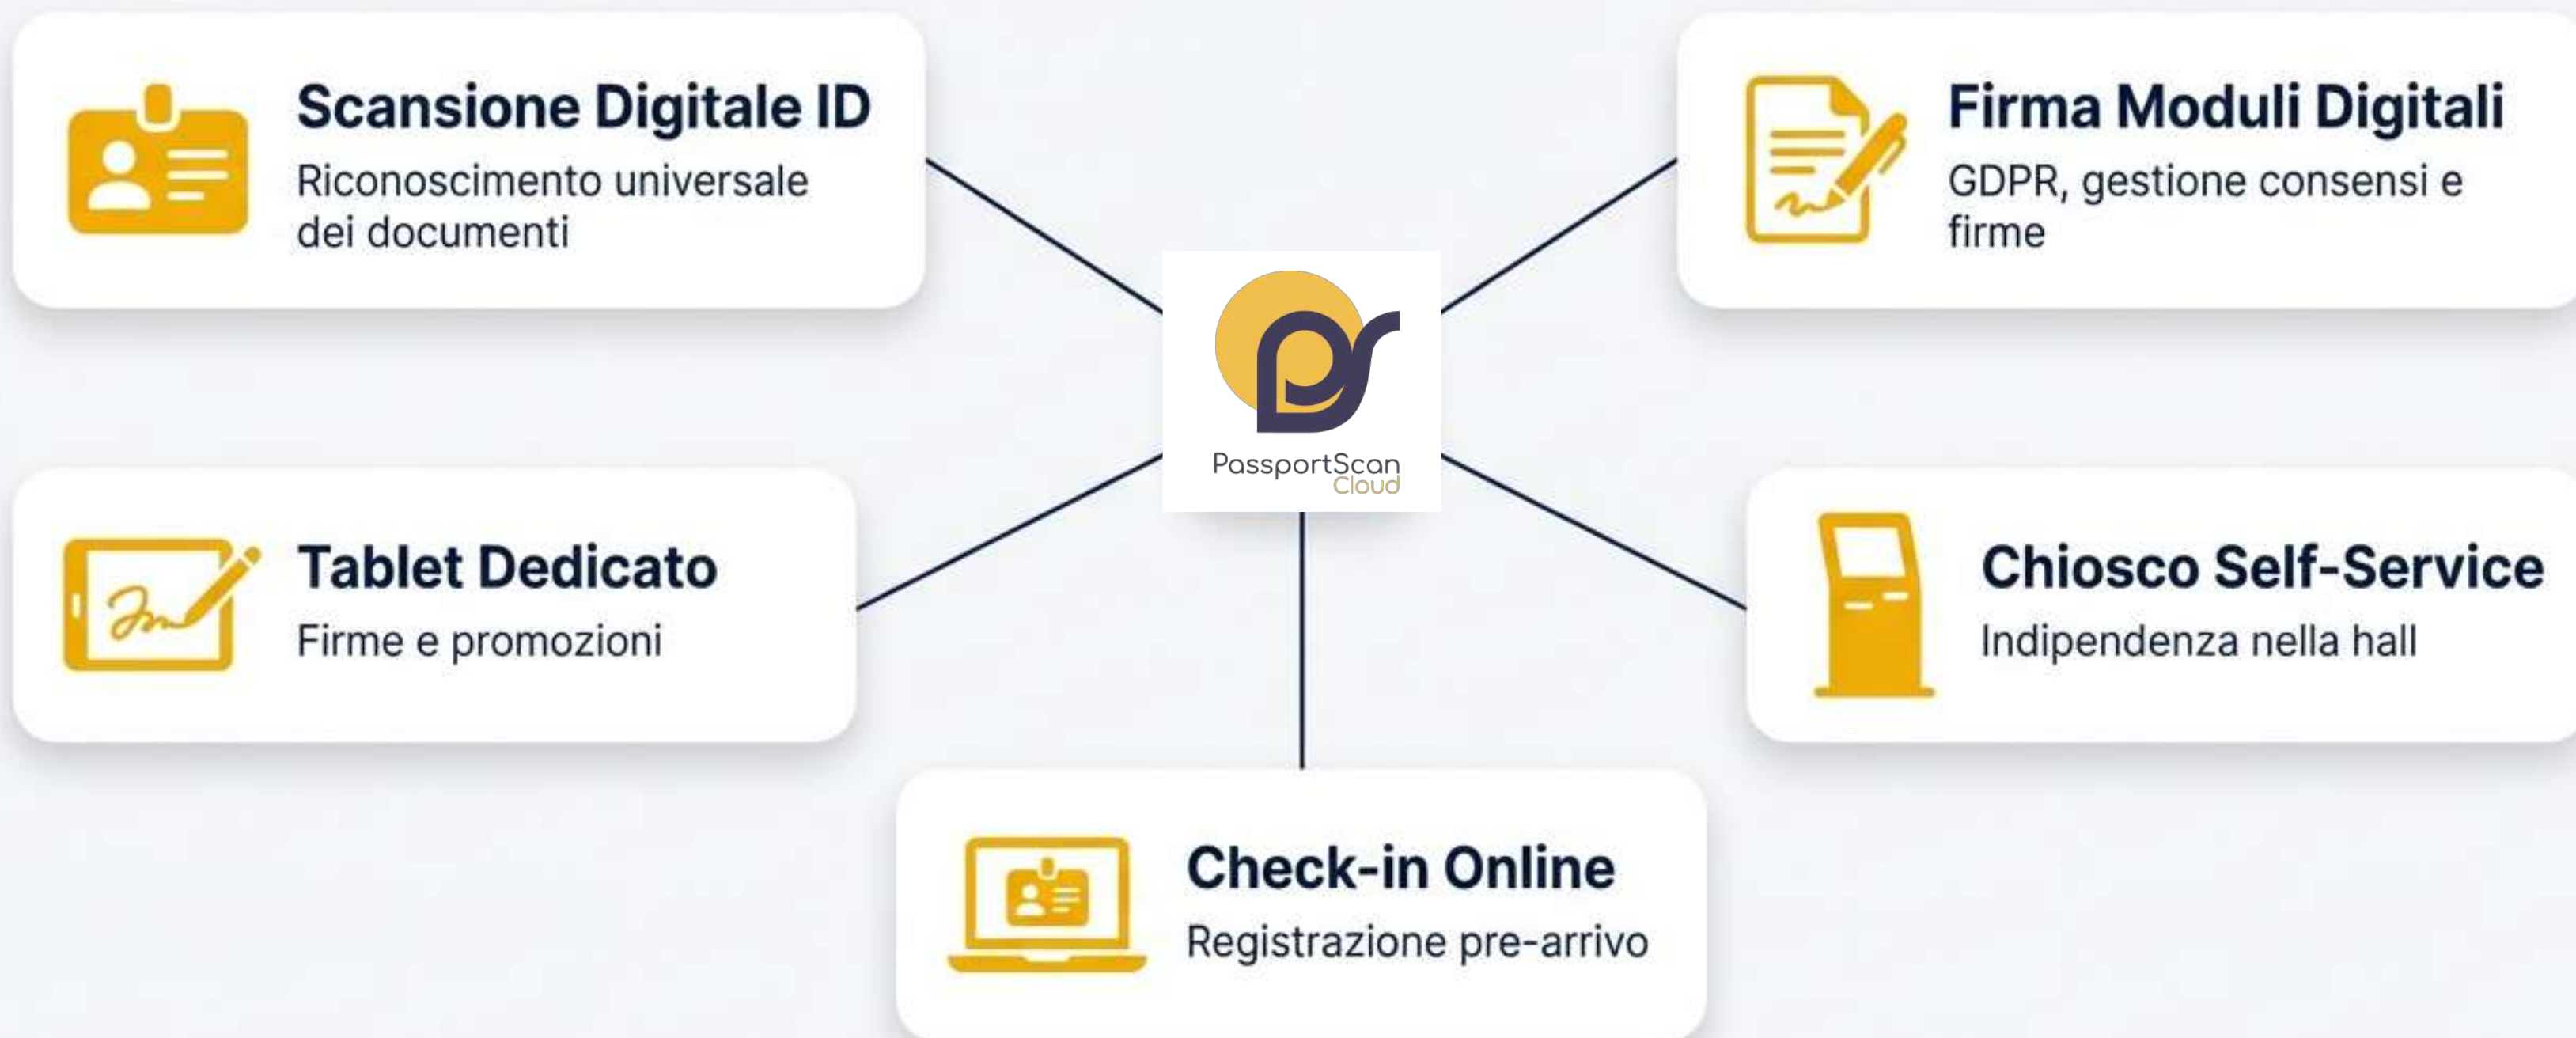 Scansione Digitale ID
Riconoscimento universale
dei documenti
Firma Moduli Digitali
GDPR, gestione consensi e
firme
PassportScan
Cloud
Tablet Dedicato
Firme e promozioni
Chiosco Self-Service
Indipendenza nella hall
Check-in Online
Registrazione pre-arrivo